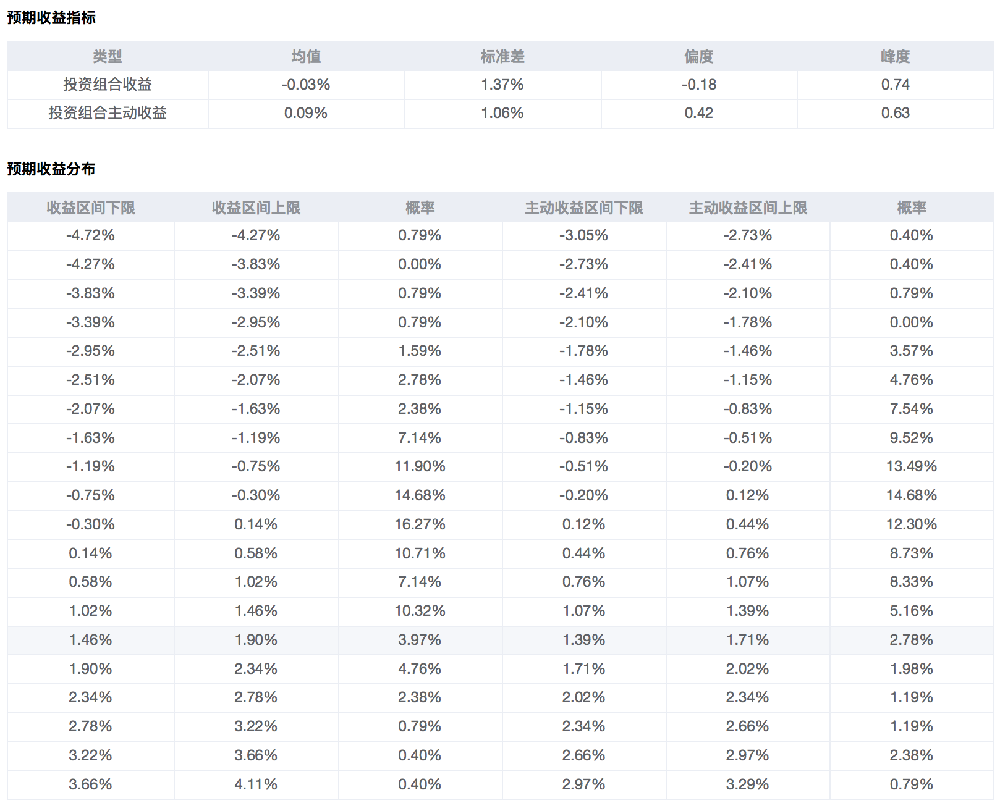 预期收益指标
类型 均值 标准差 偏度 峰度
投资组合收益 -0.03% 1.37% -0.18 0.74
投资组合主动收益 0.09% 1.06% 0.42 0.63
预期收益分布
收益区间下限 收益区间上限 概率 主动收益区间下限 主动收益区间上限 概率
-4.72% -4.27% 0.79% -3.05% -2.73% 0.40%
-4.27% -3.83% 0.00% -2.73% -2.41% 0.40%
-3.83% -3.39% 0.79% -2.41% -2.10% 0.79%
-3.39% -2.95% 0.79% -2.10% -1.78% 0.00%
-2.95% -2.51% 1.59% -1.78% -1.46% 3.57%
-2.51% -2.07% 2.78% -1.46% -1.15% 4.76%
-2.07% -1.63% 2.38% -1.15% -0.83% 7.54%
-1.63% -1.19% 7.14% -0.83% -0.51% 9.52%
-1.19% -0.75% 11.90% -0.51% -0.20% 13.49%
-0.75% -0.30% 14.68% -0.20% 0.12% 14.68%
-0.30% 0.14% 16.27% 0.12% 0.44% 12.30%
0.14% 0.58% 10.71% 0.44% 0.76% 8.73%
0.58% 1.02% 7.14% 0.76% 1.07% 8.33%
1.02% 1.46% 10.32% 1.07% 1.39% 5.16%
1.46% 1.90% 3.97% 1.39% 1.71% 2.78%
1.90% 2.34% 4.76% 1.71% 2.02% 1.98%
2.34% 2.78% 2.38% 2.02% 2.34% 1.19%
2.78% 3.22% 0.79% 2.34% 2.66% 1.19%
3.22% 3.66% 0.40% 2.66% 2.97% 2.38%
3.66% 4.11% 0.40% 2.97% 3.29% 0.79%